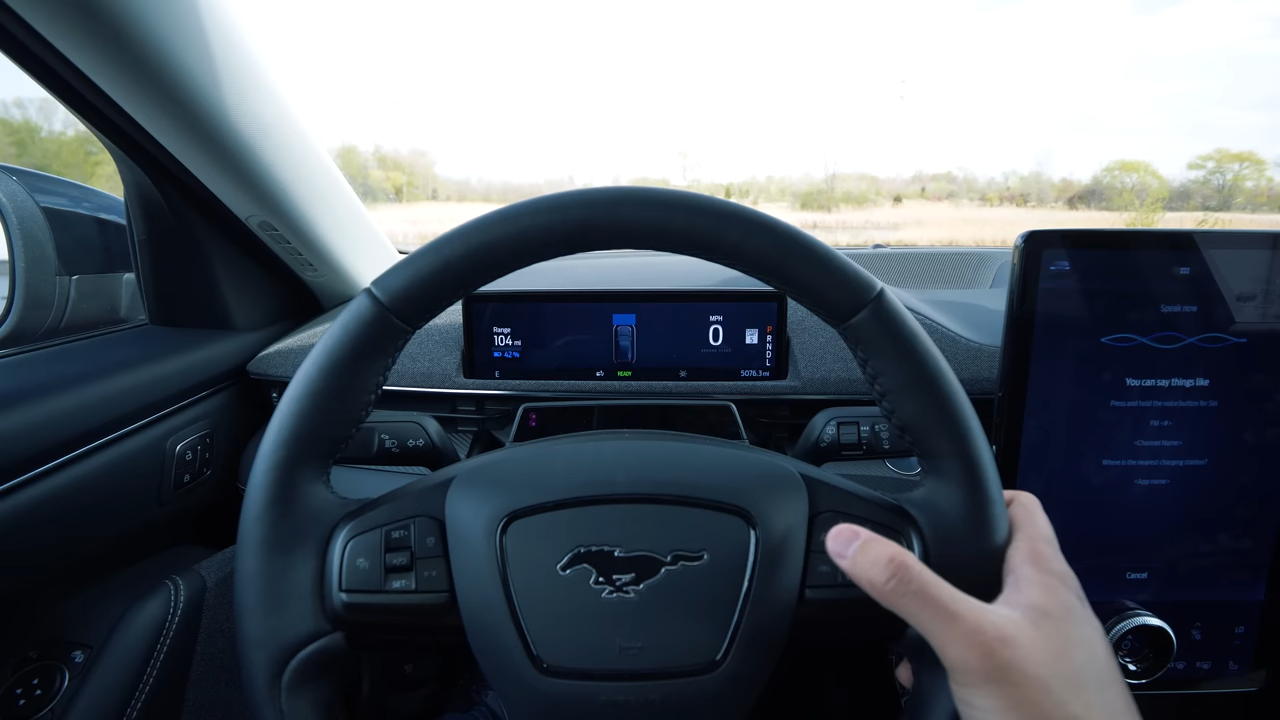 Range
104 mi
42 %
E
READY
MPH
0
5076.3 mi
P
R
N
D
L
SET+
SET-
a
B
Speak now
You can say things like
Press and hold the voice button for Siri
FM <#>
<Channel Name>
Where is the nearest charging station?
<App name>
Cancel